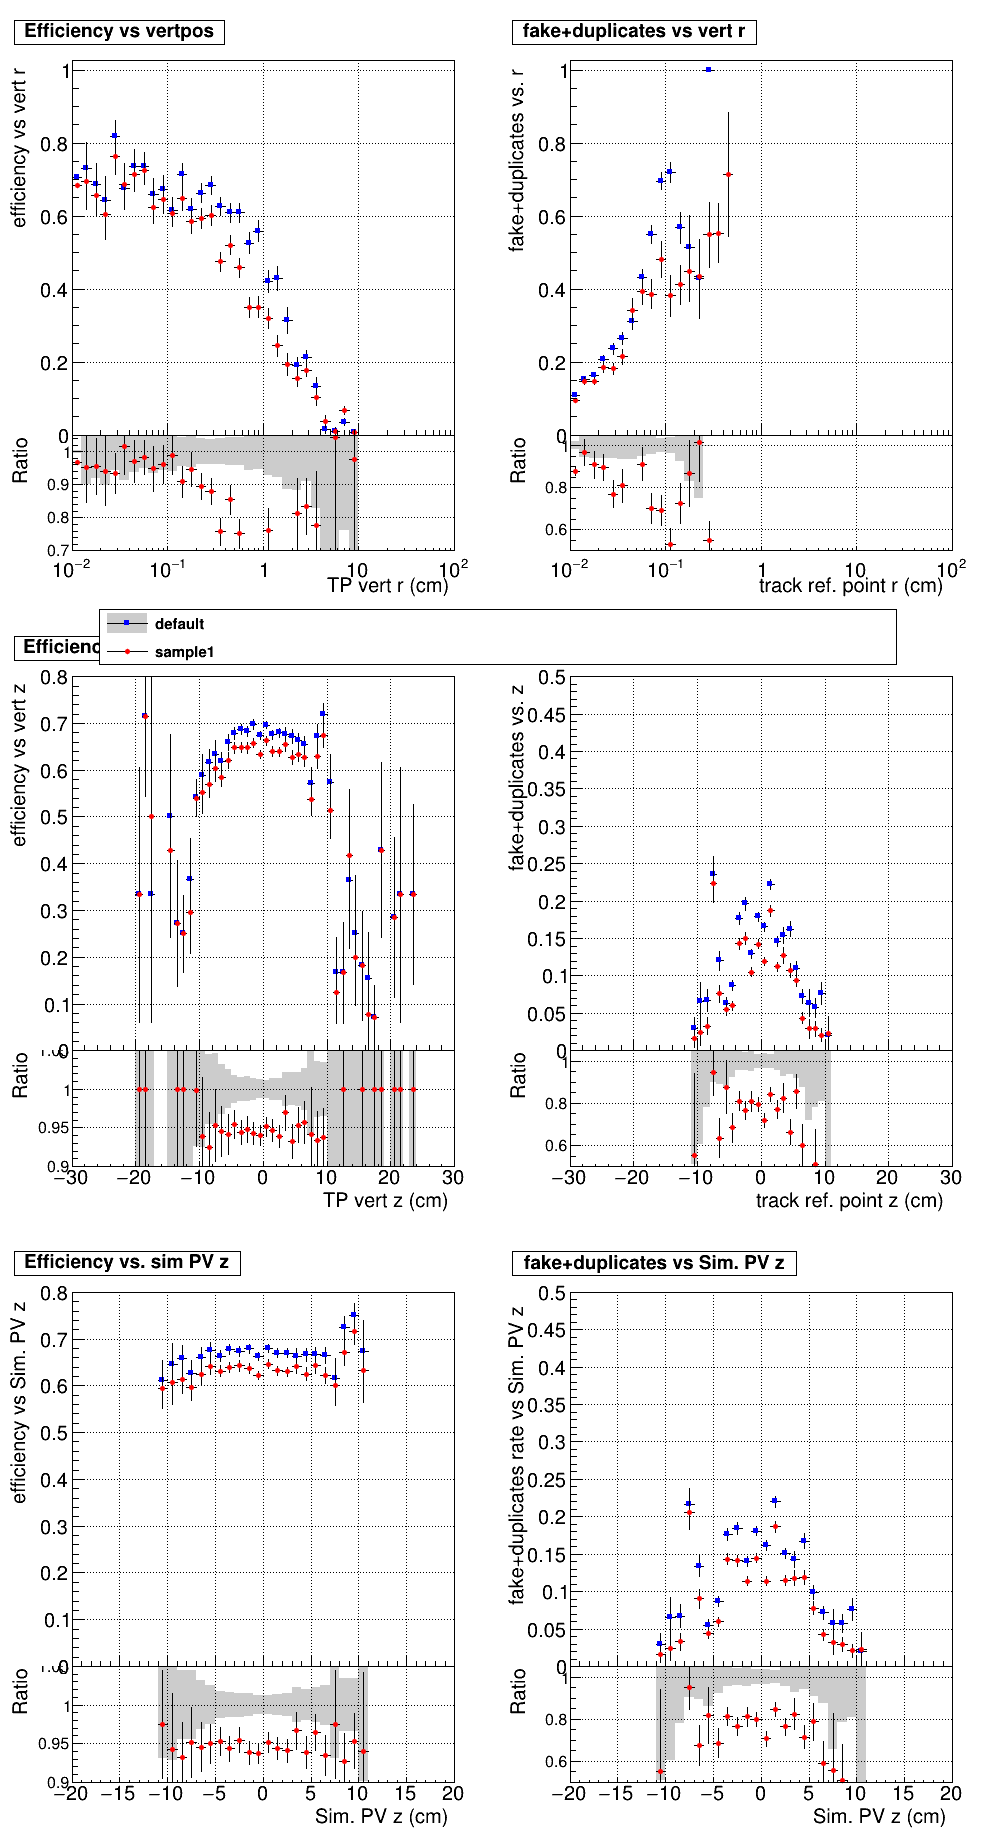 Efficiency vs vertpos
fake+duplicates vs vert r
efficiency vs vert r
1
0.8
0.6
0.4
0.2
0
Ratio
1
0.9
0.8
0.7
10⁻² 10⁻¹ 1 10 10²
TP vert r (cm)
fake+duplicates vs. r
1
0.8
0.6
0.4
0.2
0
Ratio
1
0.8
0.6
10⁻² 10⁻¹ 1 10 10²
track ref. point r (cm)
default
sample1
Efficienc
efficiency vs vert z
0.8
0.7
0.6
0.5
0.4
0.3
0.2
0.1
0
Ratio
1
0.95
0.9
−30 −20 −10 0 10 20 30
TP vert z (cm)
fake+duplicates vs. z
0.5
0.45
0.4
0.35
0.3
0.25
0.2
0.15
0.1
0.05
0
Ratio
1
0.8
0.6
−30 −20 −10 0 10 20 30
track ref. point z (cm)
Efficiency vs. sim PV z
fake+duplicates vs Sim. PV z
efficiency vs Sim. PV z
0.8
0.7
0.6
0.5
0.4
0.3
0.2
0.1
0
Ratio
1
0.95
0.9
−20 −15 −10 −5 0 5 10 15 20
Sim. PV z (cm)
fake+duplicates rate vs Sim. PV z
0.5
0.45
0.4
0.35
0.3
0.25
0.2
0.15
0.1
0.05
0
Ratio
1
0.8
0.6
−20 −15 −10 −5 0 5 10 15 20
Sim. PV z (cm)